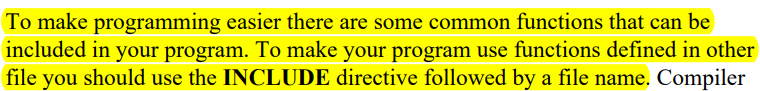 To make programming easier there are some common functions that can be
included in your program. To make your program use functions defined in other
file you should use the INCLUDE directive followed by a file name. Compiler